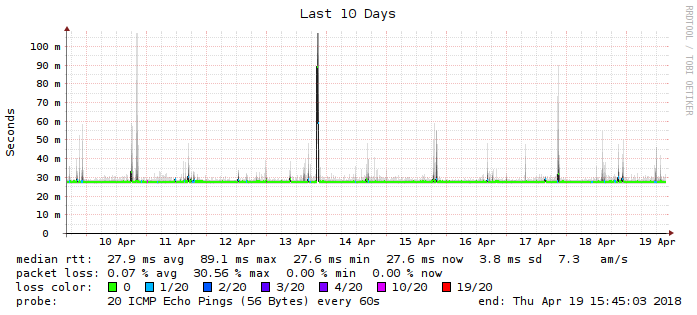 Last 10 Days
RRDTOOL / TOBI OETIKER
Seconds
100 m
90 m
80 m
70 m
60 m
50 m
40 m
30 m
20 m
10 m
0
10 Apr 11 Apr 12 Apr 13 Apr 14 Apr 15 Apr 16 Apr 17 Apr 18 Apr 19 Apr
median rtt: 27.9 ms avg 89.1 ms max 27.6 ms min 27.6 ms now 3.8 ms sd 7.3 am/s
packet loss: 0.07 % avg 30.56 % max 0.00 % min 0.00 % now
loss color: 0 1/20 2/20 3/20 4/20 10/20 19/20
probe: 20 ICMP Echo Pings (56 Bytes) every 60s end: Thu Apr 19 15:45:03 2018